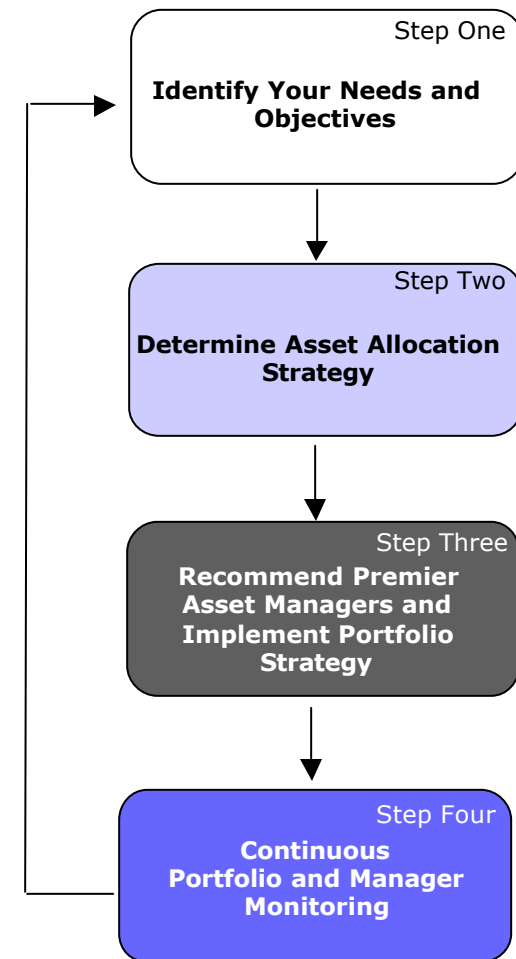 Step One
Identify Your Needs and
Objectives
Step Two
Determine Asset Allocation
Strategy
Step Three
Recommend Premier
Asset Managers and
Implement Portfolio
Strategy
Step Four
Continuous
Portfolio and Manager
Monitoring